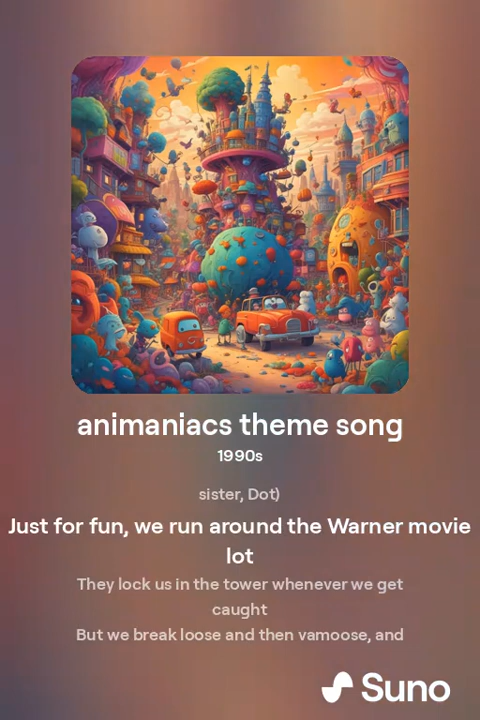 animaniacs theme song
1990s
sister, Dot)
Just for fun, we run around the Warner movie
lot
They lock us in the tower whenever we get
caught
But we break loose and then vamoose, and
Suno